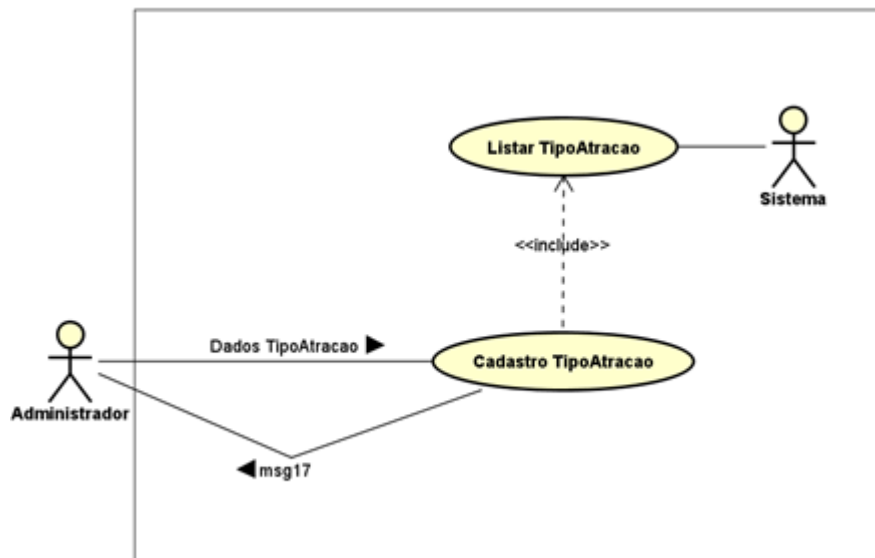 Listar TipoAtracao
Sistema
<<include>>
Dados TipoAtracao
Cadastro TipoAtracao
Administrador
msg17